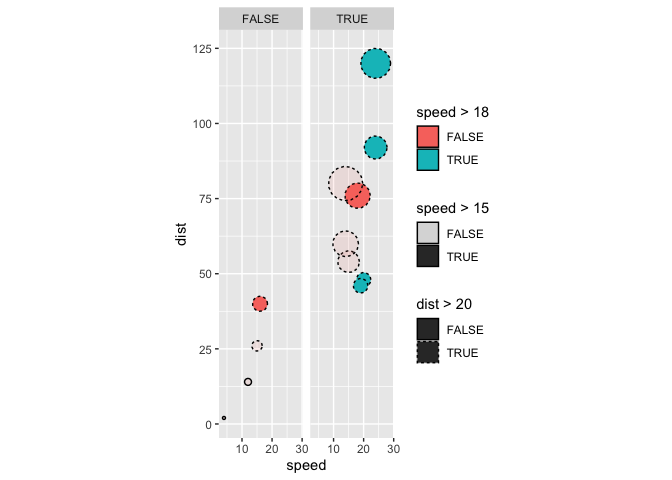 FALSE TRUE
125
100
75
50
25
0
dist
10 20 30 10 20 30
speed
speed > 18
FALSE
TRUE
speed > 15
FALSE
TRUE
dist > 20
FALSE
TRUE